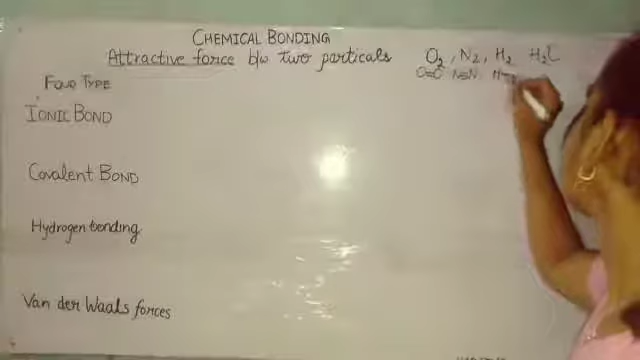 CHEMICAL BONDING
Attractive force b/w two particals O2, N2, H2 H2
O=O N≡N H
FOUR TYPE
IONIC BOND
Covalent BOND
Hydrogen bonding
Van der Waals forces